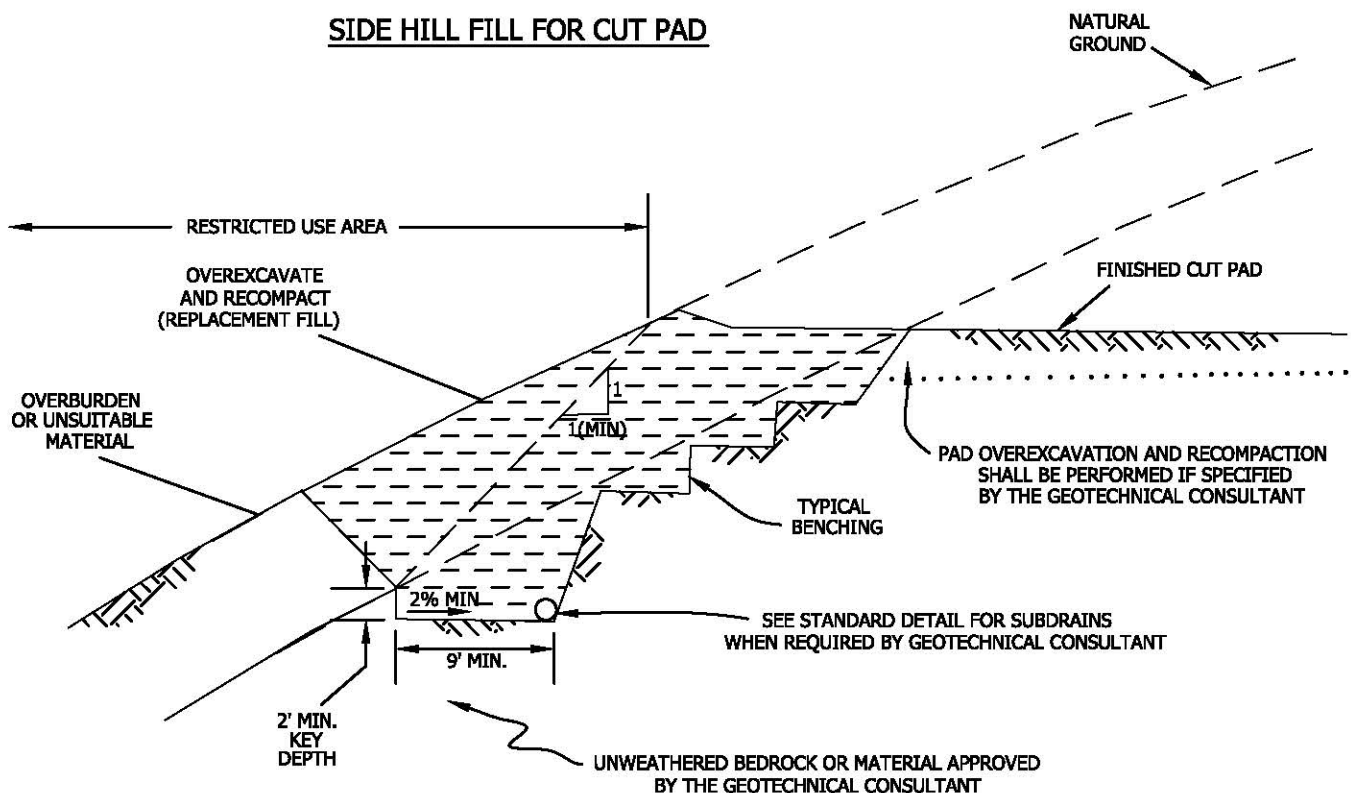 SIDE HILL FILL FOR CUT PAD
NATURAL
GROUND
RESTRICTED USE AREA
OVEREXCAVATE
AND RECOMPACT
(REPLACEMENT FILL)
FINISHED CUT PAD
OVERBURDEN
OR UNSUITABLE
MATERIAL
1
1(MIN)
PAD OVEREXCAVATION AND RECOMPACTION
SHALL BE PERFORMED IF SPECIFIED
BY THE GEOTECHNICAL CONSULTANT
TYPICAL
BENCHING
2% MIN
SEE STANDARD DETAIL FOR SUBDRAINS
WHEN REQUIRED BY GEOTECHNICAL CONSULTANT
9' MIN.
2' MIN.
KEY
DEPTH
UNWEATHERED BEDROCK OR MATERIAL APPROVED
BY THE GEOTECHNICAL CONSULTANT